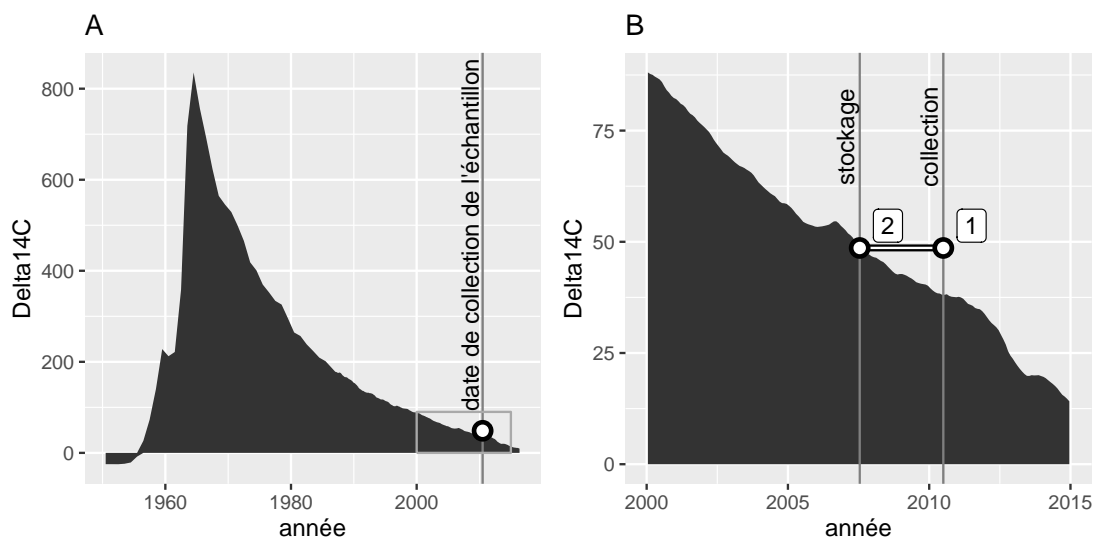 A
Delta14C
800
600
400
200
0
1960
1980
2000
année
date de collection de l'échantillon
B
Delta14C
75
50
25
0
2000
2005
2010
2015
année
stockage
collection
2
1